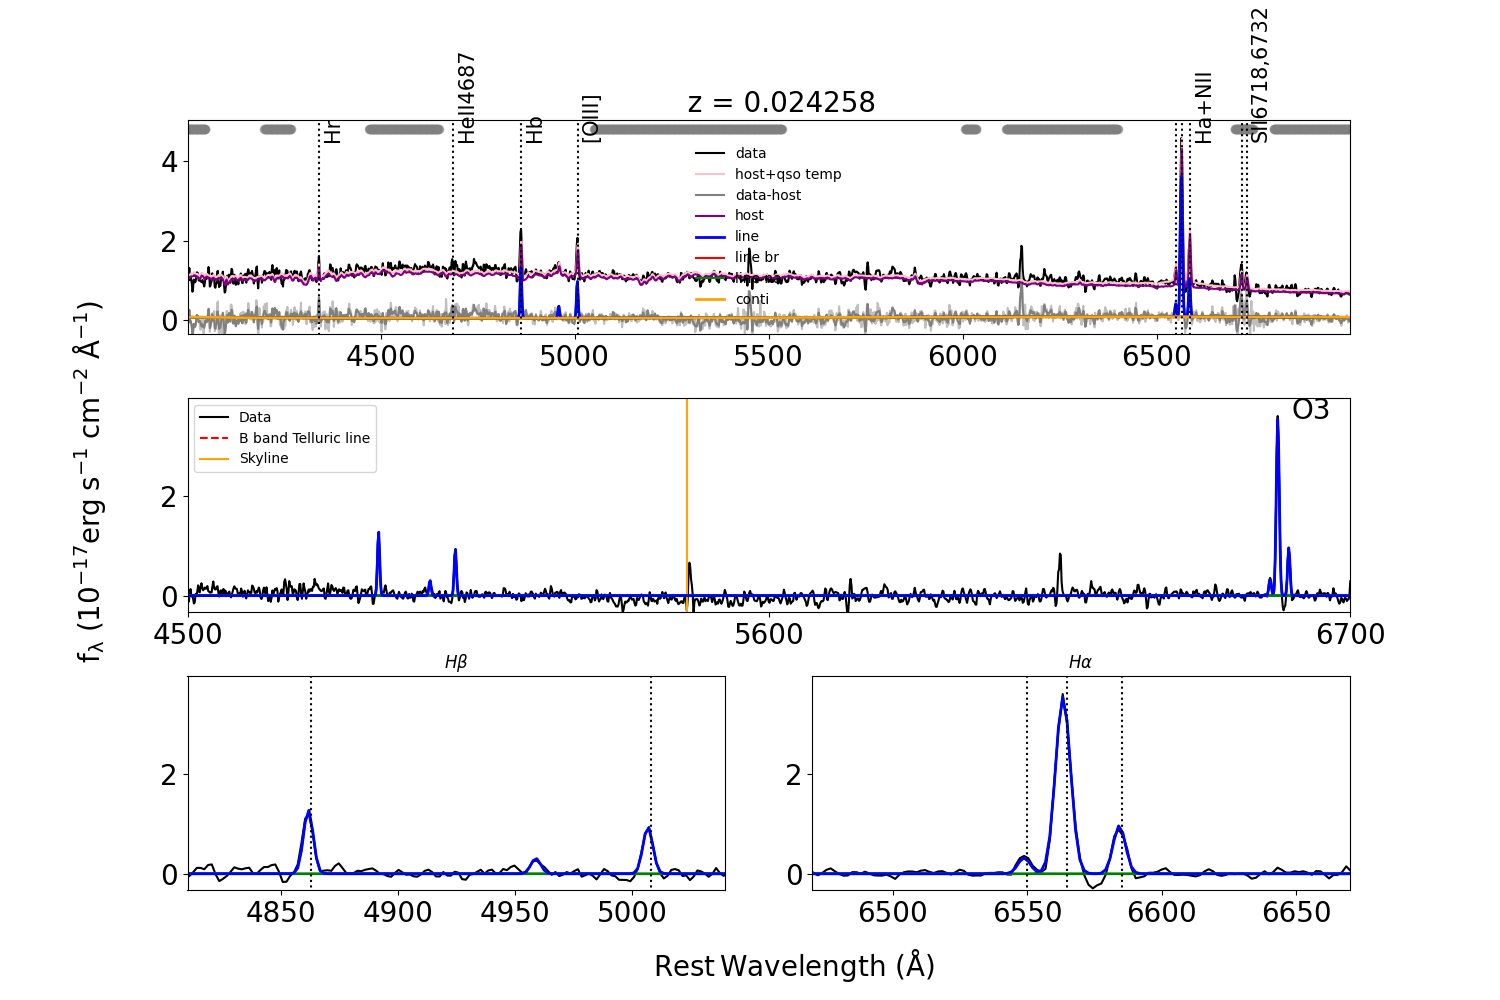 z = 0.024258
Hr
HeII4687
Hb
[OIII]
Ha+NII
SII6718,6732
data
host+qso temp
data-host
host
line
line br
conti
4
2
0
4500
5000
5500
6000
6500
fλ (10−17erg s−1 cm−2 Å−1)
Data
B band Telluric line
Skyline
O3
2
0
4500
5600
6700
Hβ
2
0
4850
4900
4950
5000
Hα
2
0
6500
6550
6600
6650
Rest Wavelength (Å)